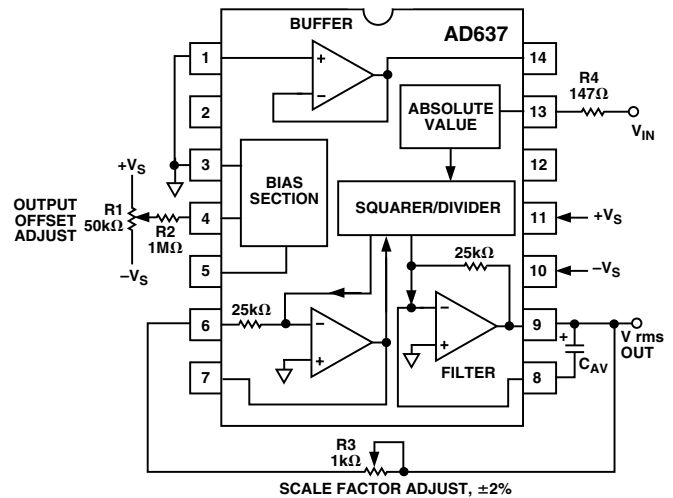 BUFFER
AD637
1
14
R4
147Ω
ABSOLUTE
VALUE
2
13
V_IN
3
12
+V_S
BIAS
SECTION
SQUARER/DIVIDER
OUTPUT
OFFSET
ADJUST
R1
50kΩ
R2
1MΩ
4
11
+V_S
−V_S
5
25kΩ
10
−V_S
6
25kΩ
−
+
−
+
9
V rms
OUT
+
C_AV
7
FILTER
8
R3
1kΩ
SCALE FACTOR ADJUST, ±2%
+
−